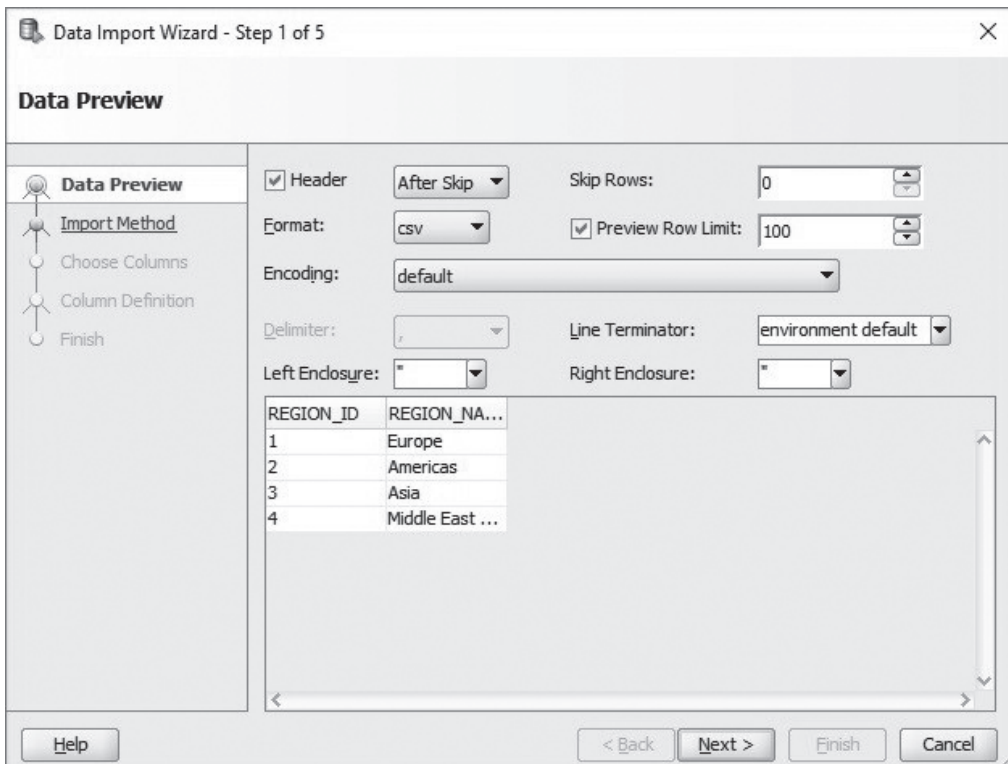 Data Import Wizard - Step 1 of 5
Data Preview
Data Preview
Import Method
Choose Columns
Column Definition
Finish
Header After Skip Skip Rows: 0
Format: csv Preview Row Limit: 100
Encoding: default
Delimiter: , Line Terminator: environment default
Left Enclosure: " Right Enclosure: "
REGION_ID REGION_NA...
1 Europe
2 Americas
3 Asia
4 Middle East ...
Help < Back Next > Finish Cancel